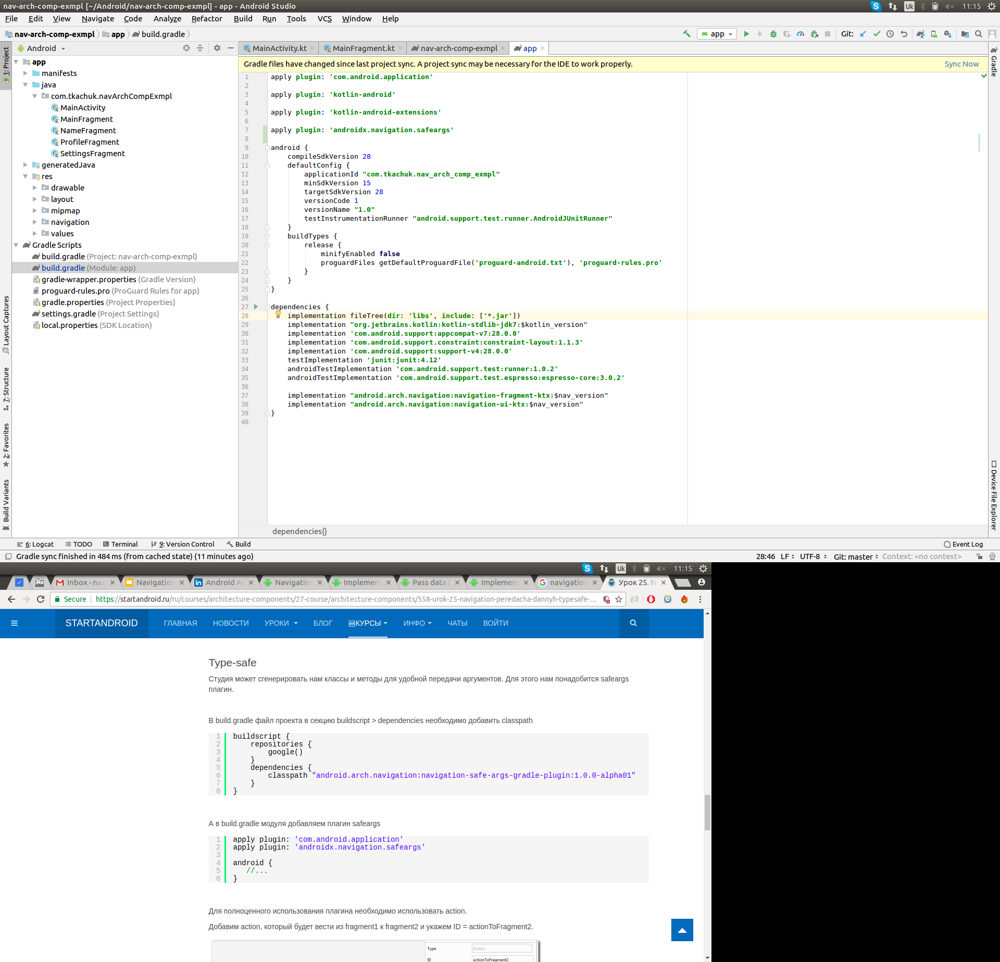 nav-arch-comp-exmpl [~/Android/nav-arch-comp-exmpl] - app - Android Studio
Uk 11:15
File Edit View Navigate Code Analyze Refactor Build Run Tools VCS Window Help
nav-arch-comp-exmpl app build.gradle
app Git:
1: Project
Layout Captures
7: Structure
2: Favorites
Build Variants
Android
app
manifests
java
com.tkachuk.navArchCompExmpl
MainActivity
MainFragment
NameFragment
ProfileFragment
SettingsFragment
generatedJava
res
drawable
layout
mipmap
navigation
values
Gradle Scripts
build.gradle (Project: nav-arch-comp-exmpl)
build.gradle (Module: app)
gradle-wrapper.properties (Gradle Version)
proguard-rules.pro (ProGuard Rules for app)
gradle.properties (Project Properties)
settings.gradle (Project Settings)
local.properties (SDK Location)
MainActivity.kt MainFragment.kt nav-arch-comp-exmpl app
Gradle files have changed since last project sync. A project sync may be necessary for the IDE to work properly. Sync Now
1 apply plugin: 'com.android.application'
2
3 apply plugin: 'kotlin-android'
4
5 apply plugin: 'kotlin-android-extensions'
6
7 apply plugin: 'androidx.navigation.safeargs'
8
9 android {
10 compileSdkVersion 28
11 defaultConfig {
12 applicationId "com.tkachuk.nav_arch_comp_exmpl"
13 minSdkVersion 15
14 targetSdkVersion 28
15 versionCode 1
16 versionName "1.0"
17 testInstrumentationRunner "android.support.test.runner.AndroidJUnitRunner"
18 }
19 buildTypes {
20 release {
21 minifyEnabled false
22 proguardFiles getDefaultProguardFile('proguard-android.txt'), 'proguard-rules.pro'
23 }
24 }
25 }
26
27 dependencies {
28 implementation fileTree(dir: 'libs', include: ['*.jar'])
29 implementation "org.jetbrains.kotlin:kotlin-stdlib-jdk7:$kotlin_version"
30 implementation 'com.android.support:appcompat-v7:28.0.0'
31 implementation 'com.android.support.constraint:constraint-layout:1.1.3'
32 implementation 'com.android.support:support-v4:28.0.0'
33 testImplementation 'junit:junit:4.12'
34 androidTestImplementation 'com.android.support.test:runner:1.0.2'
35 androidTestImplementation 'com.android.support.test.espresso:espresso-core:3.0.2'
36
37 implementation "android.arch.navigation:navigation-fragment-ktx:$nav_version"
38 implementation "android.arch.navigation:navigation-ui-ktx:$nav_version"
39 }
40
dependencies{}
Gradle
Device File Explorer
6: Logcat TODO Terminal 9: Version Control Build Event Log
Gradle sync finished in 484 ms (from cached state) (11 minutes ago) 28:46 LF UTF-8 Git: master Context: <no context>
Uk 11:15
Inbox - naz Navigation Android A Navigation Implement Pass data Implement navigation Урок 25. N
Secure https://startandroid.ru/ru/courses/architecture-components/27-course/architecture-components/558-urok-25-navigation-peredacha-dannyh-typesafe-...
STARTANDROID ГЛАВНАЯ НОВОСТИ УРОКИ БЛОГ NEW КУРСЫ ИНФО ЧАТЫ ВОЙТИ
Type-safe
Студия может сгенерировать нам классы и методы для удобной передачи аргументов. Для этого нам понадобится safeargs
плагин.
В build.gradle файл проекта в секцию buildscript > dependencies необходимо добавить classpath
1 buildscript {
2 repositories {
3 google()
4 }
5 dependencies {
6 classpath "android.arch.navigation:navigation-safe-args-gradle-plugin:1.0.0-alpha01"
7 }
8 }
А в build.gradle модуля добавляем плагин safeargs
1 apply plugin: 'com.android.application'
2 apply plugin: 'androidx.navigation.safeargs'
3
4 android {
5 //...
6 }
Для полноценного использования плагина необходимо использовать action.
Добавим action, который будет вести из fragment1 к fragment2 и укажем ID = actionToFragment2.
Type Action
ID actionToFragment2